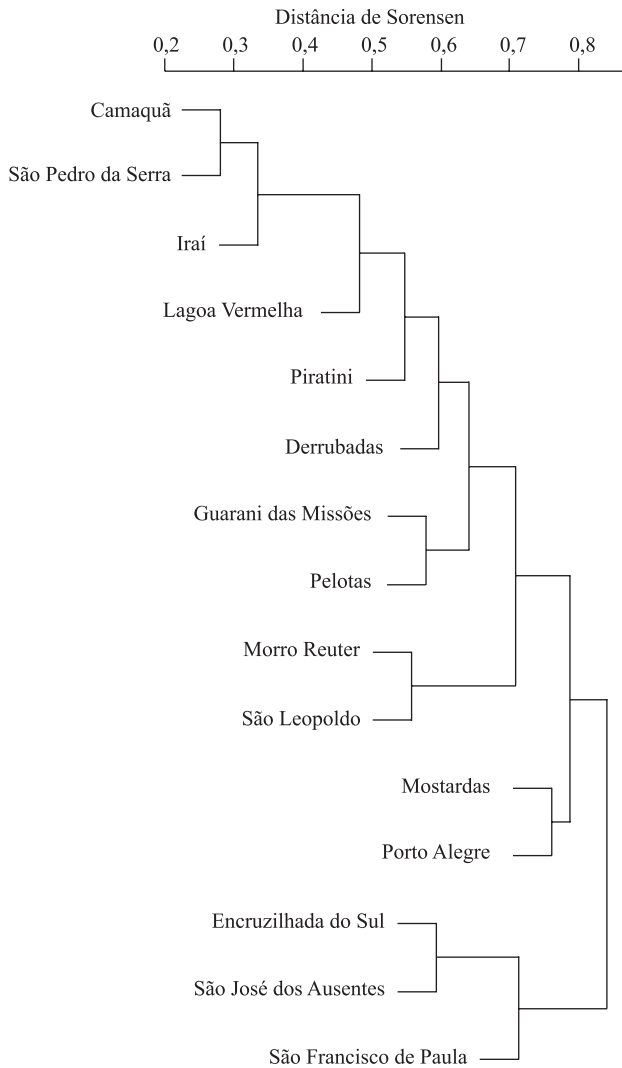 Distância de Sorensen
0,2 0,3 0,4 0,5 0,6 0,7 0,8
Camaquã
São Pedro da Serra
Iraí
Lagoa Vermelha
Piratini
Derrubadas
Guarani das Missões
Pelotas
Morro Reuter
São Leopoldo
Mostardas
Porto Alegre
Encruzilhada do Sul
São José dos Ausentes
São Francisco de Paula